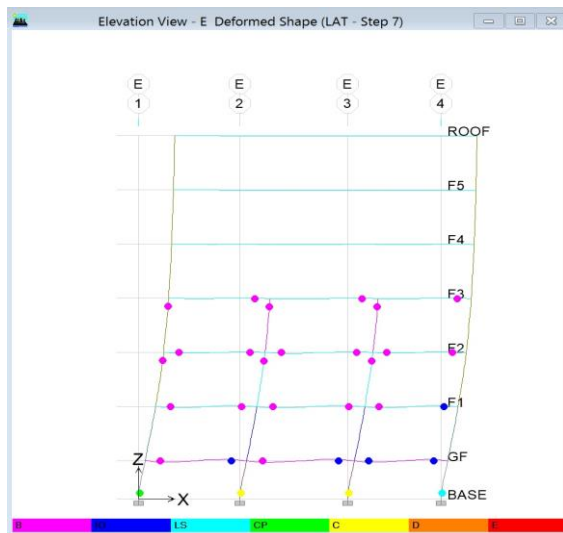 Elevation View - E Deformed Shape (LAT - Step 7)
E E E E
1 2 3 4
ROOF
F5
F4
F3
F2
F1
Z GF
X BASE
B IO LS CP C D E